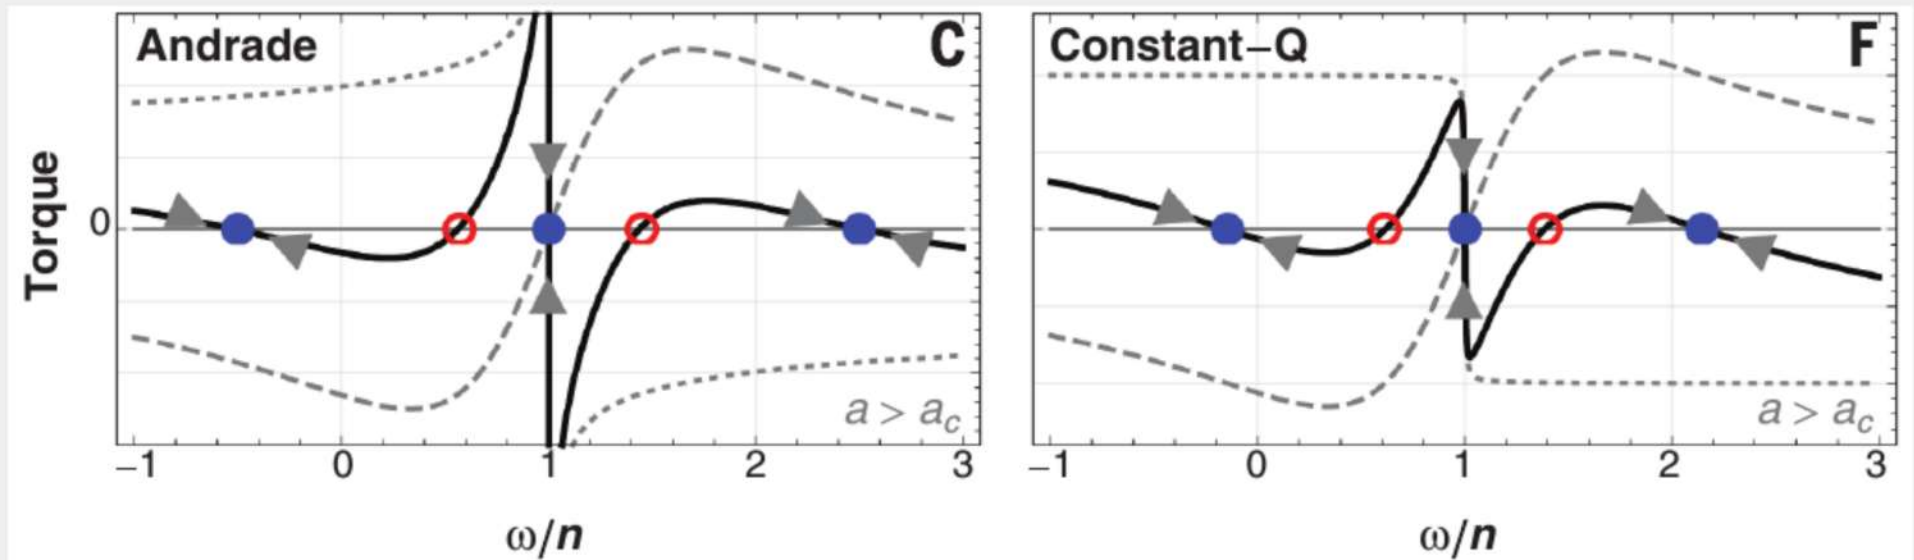 Andrade
C
Torque
0
a > a_c
−1 0 1 2 3
ω/n
Constant−Q
F
a > a_c
−1 0 1 2 3
ω/n